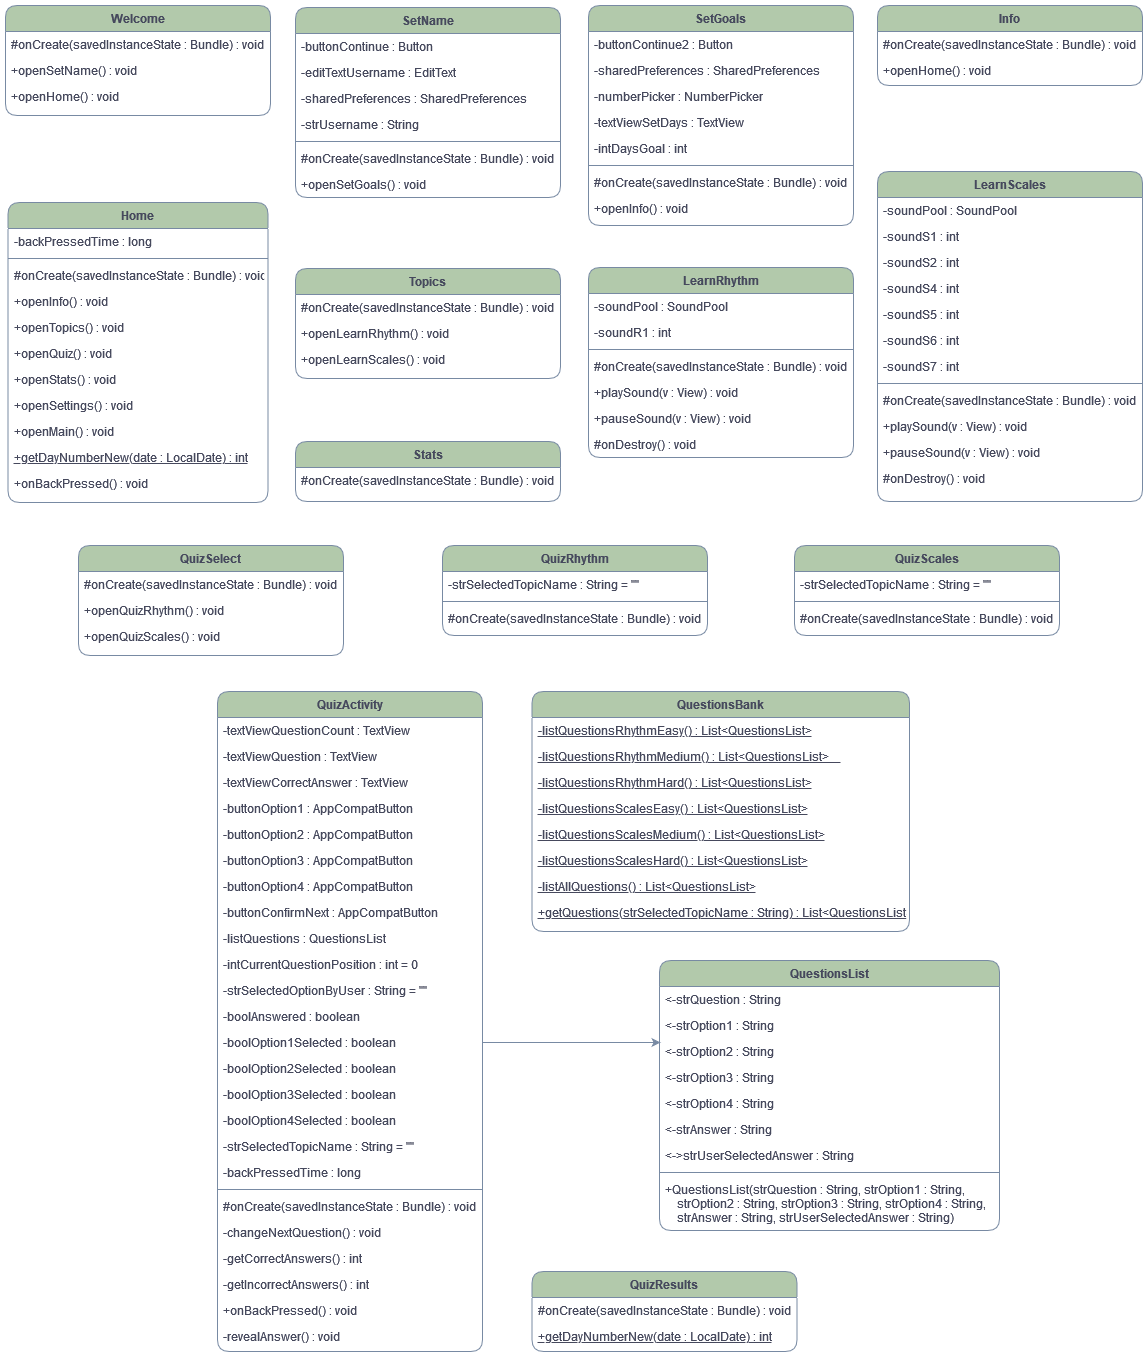 Welcome
#onCreate(savedInstanceState : Bundle) : void
+openSetName() : void
+openHome() : void
SetName
-buttonContinue : Button
-editTextUsername : EditText
-sharedPreferences : SharedPreferences
-strUsername : String
#onCreate(savedInstanceState : Bundle) : void
+openSetGoals() : void
SetGoals
-buttonContinue2 : Button
-sharedPreferences : SharedPreferences
-numberPicker : NumberPicker
-textViewSetDays : TextView
-intDaysGoal : int
#onCreate(savedInstanceState : Bundle) : void
+openInfo() : void
Info
#onCreate(savedInstanceState : Bundle) : void
+openHome() : void
Home
-backPressedTime : long
#onCreate(savedInstanceState : Bundle) : void
+openInfo() : void
+openTopics() : void
+openQuiz() : void
+openStats() : void
+openSettings() : void
+openMain() : void
+getDayNumberNew(date : LocalDate) : int
+onBackPressed() : void
Topics
#onCreate(savedInstanceState : Bundle) : void
+openLearnRhythm() : void
+openLearnScales() : void
Stats
#onCreate(savedInstanceState : Bundle) : void
LearnRhythm
-soundPool : SoundPool
-soundR1 : int
#onCreate(savedInstanceState : Bundle) : void
+playSound(v : View) : void
+pauseSound(v : View) : void
#onDestroy() : void
LearnScales
-soundPool : SoundPool
-soundS1 : int
-soundS2 : int
-soundS4 : int
-soundS5 : int
-soundS6 : int
-soundS7 : int
#onCreate(savedInstanceState : Bundle) : void
+playSound(v : View) : void
+pauseSound(v : View) : void
#onDestroy() : void
QuizSelect
#onCreate(savedInstanceState : Bundle) : void
+openQuizRhythm() : void
+openQuizScales() : void
QuizRhythm
-strSelectedTopicName : String = ""
#onCreate(savedInstanceState : Bundle) : void
QuizScales
-strSelectedTopicName : String = ""
#onCreate(savedInstanceState : Bundle) : void
QuizActivity
-textViewQuestionCount : TextView
-textViewQuestion : TextView
-textViewCorrectAnswer : TextView
-buttonOption1 : AppCompatButton
-buttonOption2 : AppCompatButton
-buttonOption3 : AppCompatButton
-buttonOption4 : AppCompatButton
-buttonConfirmNext : AppCompatButton
-listQuestions : QuestionsList
-intCurrentQuestionPosition : int = 0
-strSelectedOptionByUser : String = ""
-boolAnswered : boolean
-boolOption1Selected : boolean
-boolOption2Selected : boolean
-boolOption3Selected : boolean
-boolOption4Selected : boolean
-strSelectedTopicName : String = ""
-backPressedTime : long
#onCreate(savedInstanceState : Bundle) : void
-changeNextQuestion() : void
-getCorrectAnswers() : int
-getIncorrectAnswers() : int
+onBackPressed() : void
-revealAnswer() : void
QuestionsBank
-listQuestionsRhythmEasy() : List<QuestionsList>
-listQuestionsRhythmMedium() : List<QuestionsList>
-listQuestionsRhythmHard() : List<QuestionsList>
-listQuestionsScalesEasy() : List<QuestionsList>
-listQuestionsScalesMedium() : List<QuestionsList>
-listQuestionsScalesHard() : List<QuestionsList>
-listAllQuestions() : List<QuestionsList>
+getQuestions(strSelectedTopicName : String) : List<QuestionsList
QuestionsList
<-strQuestion : String
<-strOption1 : String
<-strOption2 : String
<-strOption3 : String
<-strOption4 : String
<-strAnswer : String
<->strUserSelectedAnswer : String
+QuestionsList(strQuestion : String, strOption1 : String,
strOption2 : String, strOption3 : String, strOption4 : String,
strAnswer : String, strUserSelectedAnswer : String)
QuizResults
#onCreate(savedInstanceState : Bundle) : void
+getDayNumberNew(date : LocalDate) : int